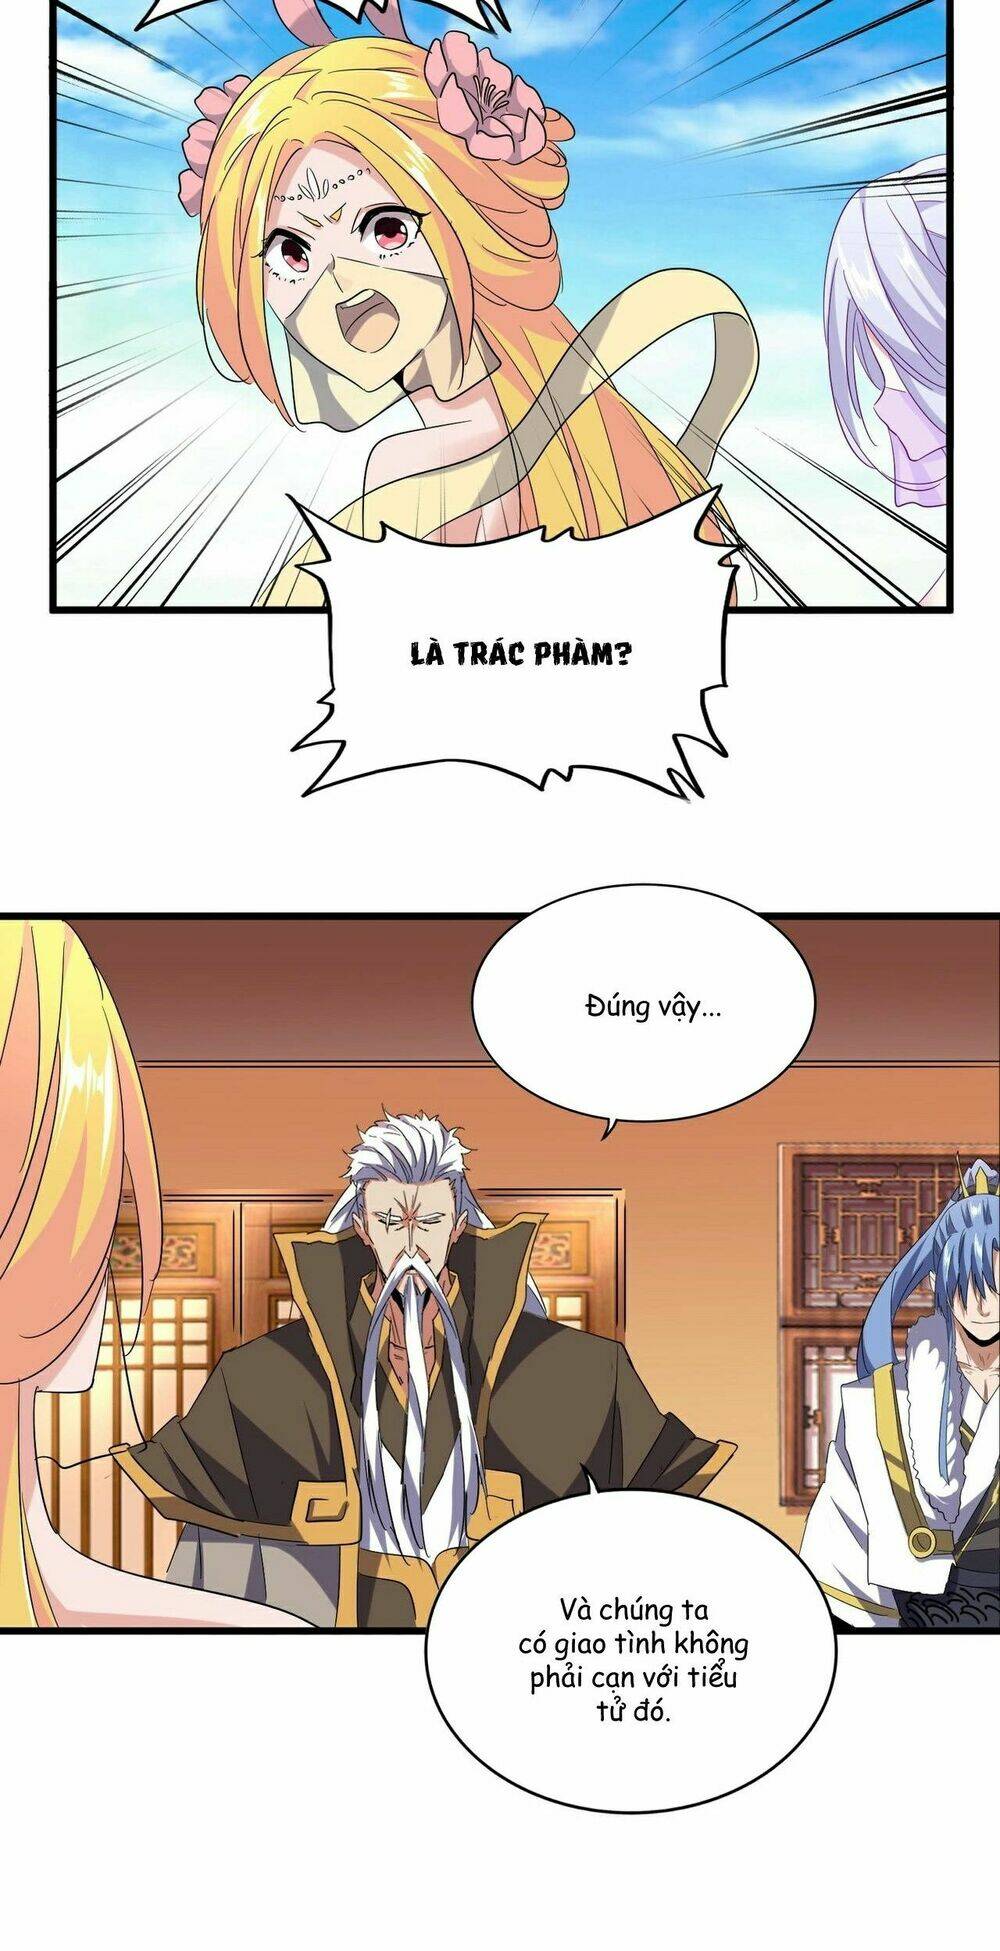 LÀ TRÁC PHÀM?
Đúng vậy...
Và chúng ta
có giao tình không
phải cạn với tiểu
tử đó.